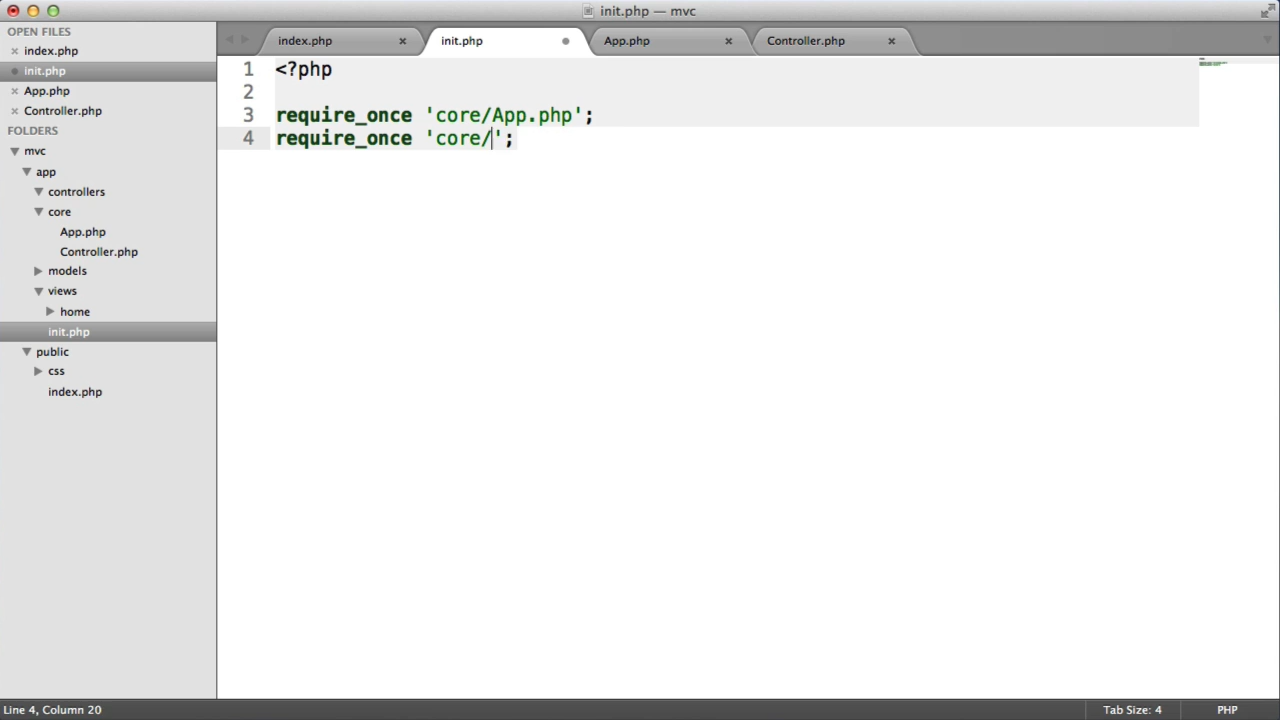 init.php — mvc
OPEN FILES
index.php
init.php
App.php
Controller.php
FOLDERS
mvc
app
controllers
core
App.php
Controller.php
models
views
home
init.php
public
css
index.php
index.php
init.php
App.php
Controller.php
1 <?php
2
3 require_once 'core/App.php';
4 require_once 'core/';
Line 4, Column 20
Tab Size: 4
PHP